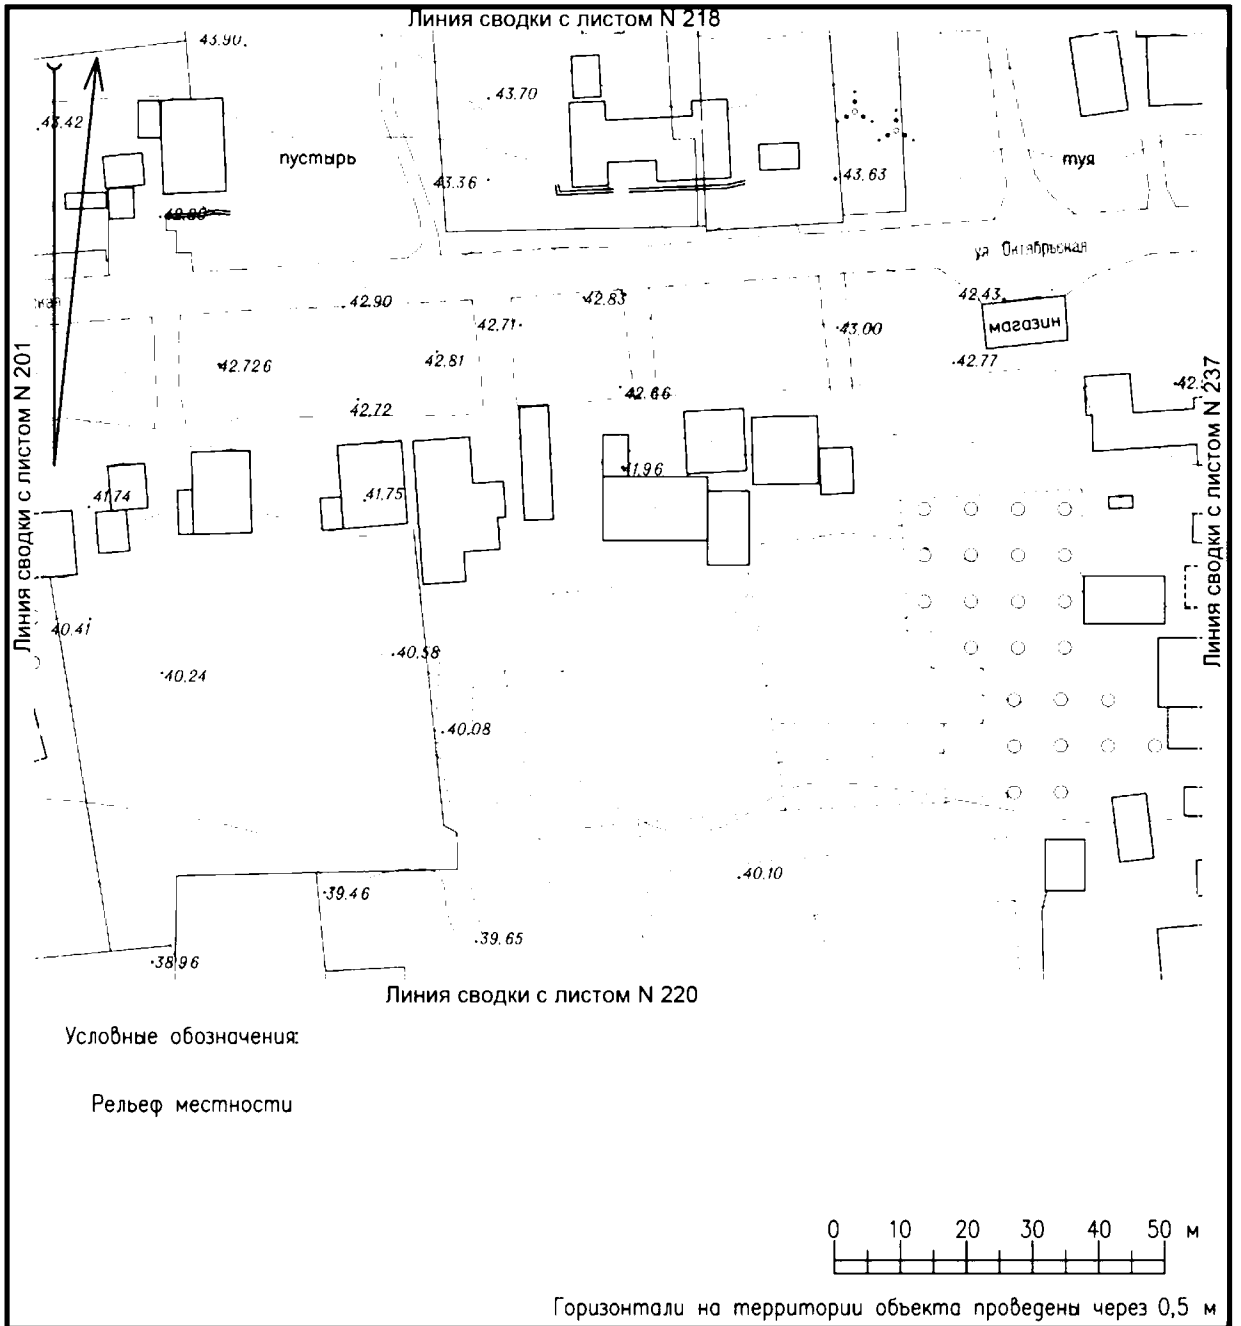 Линия сводки с листом N 218
43.90
43.42
43.70
пустырь
туя
43.36
43.63
42.80
ул Октябрьская
42.90
42.83
42.43
42.71
43.00
магазин
42.726
42.81
42.77
42.66
42.72
Линия сводки с листом N 201
Линия сводки с листом N 237
41.96
41.74
41.75
40.41
40.58
40.24
40.08
40.10
39.46
39.65
38.96
Линия сводки с листом N 220
Условные обозначения:
Рельеф местности
0 10 20 30 40 50 м
Горизонтали на территории объекта проведены через 0,5 м